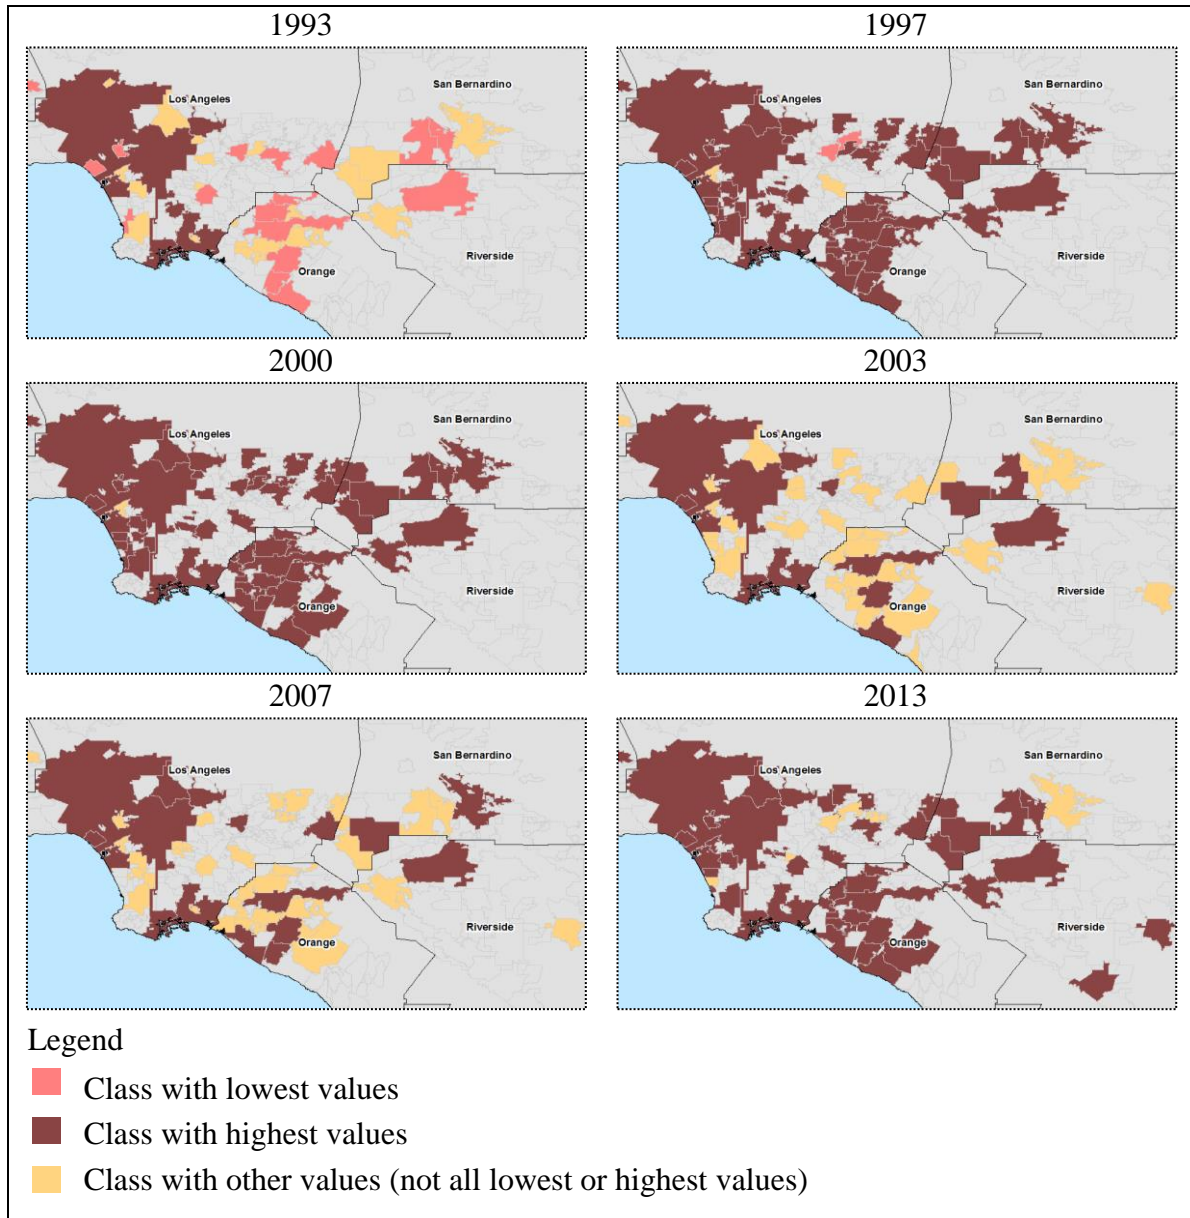 1993
1997
San Bernardino
Los Angeles
Orange
Riverside
San Bernardino
Los Angeles
Orange
Riverside
2000
2003
San Bernardino
Los Angeles
Riverside
Orange
San Bernardino
Los Angeles
Riverside
Orange
2007
2013
San Bernardino
Los Angeles
Riverside
Orange
San Bernardino
Los Angeles
Riverside
Orange
Legend
Class with lowest values
Class with highest values
Class with other values (not all lowest or highest values)